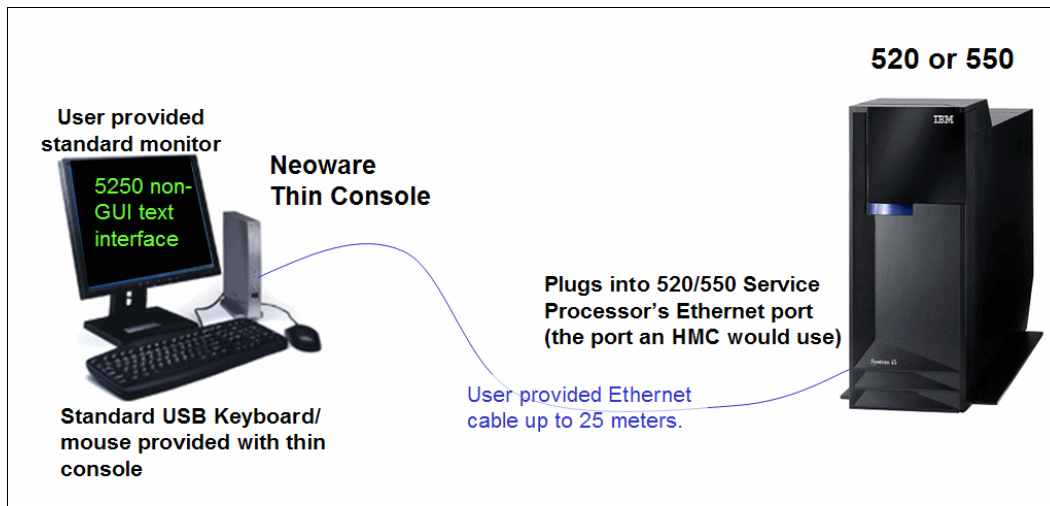 520 or 550
IBM
User provided
standard monitor
Neoware
Thin Console
5250 non-
GUI text
interface
Plugs into 520/550 Service
Processor's Ethernet port
(the port an HMC would use)
System i5
User provided Ethernet
cable up to 25 meters.
Standard USB Keyboard/
mouse provided with thin
console